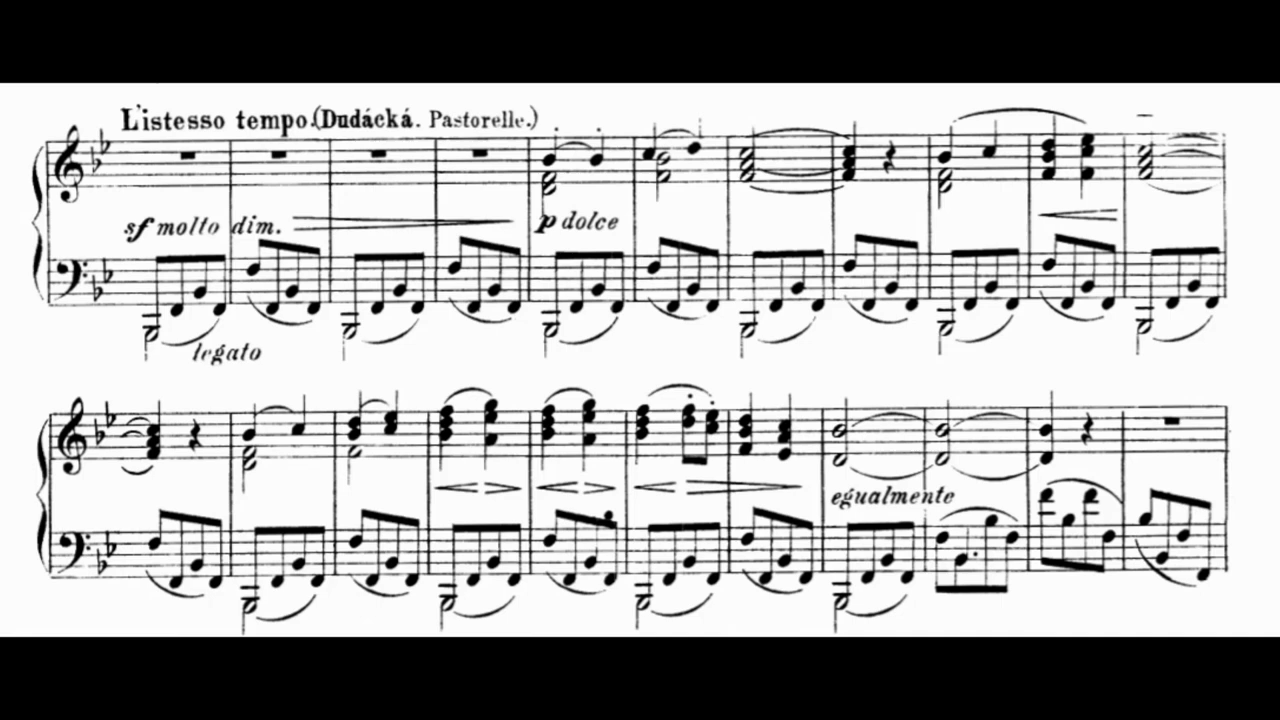 L'istesso tempo.(Dudácká. Pastorelle.)
sf molto dim.
p dolce
legato
egualmente